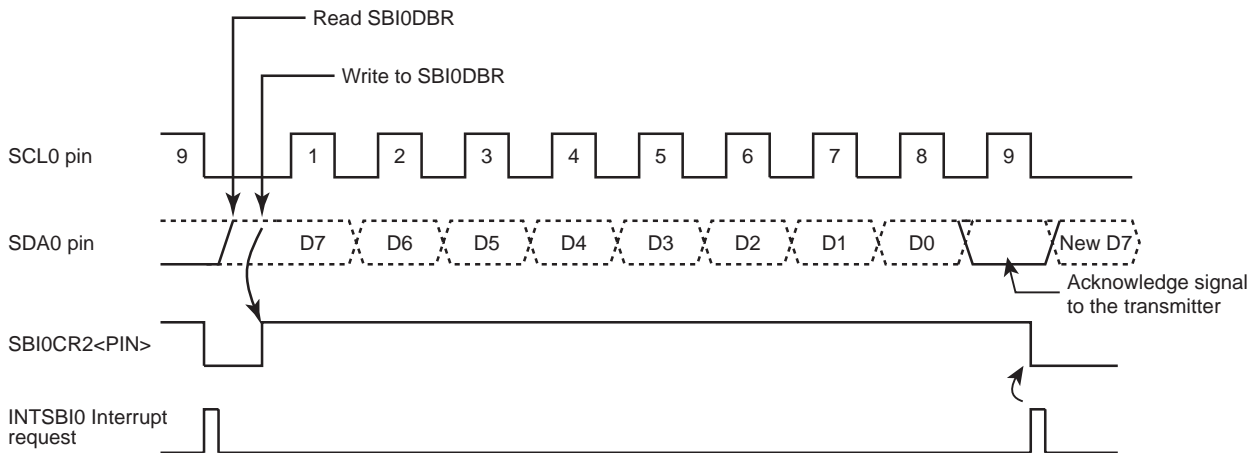 Read SBI0DBR
Write to SBI0DBR
SCL0 pin 9 1 2 3 4 5 6 7 8 9
SDA0 pin D7 D6 D5 D4 D3 D2 D1 D0 New D7
Acknowledge signal
to the transmitter
SBI0CR2<PIN>
INTSBI0 Interrupt
request